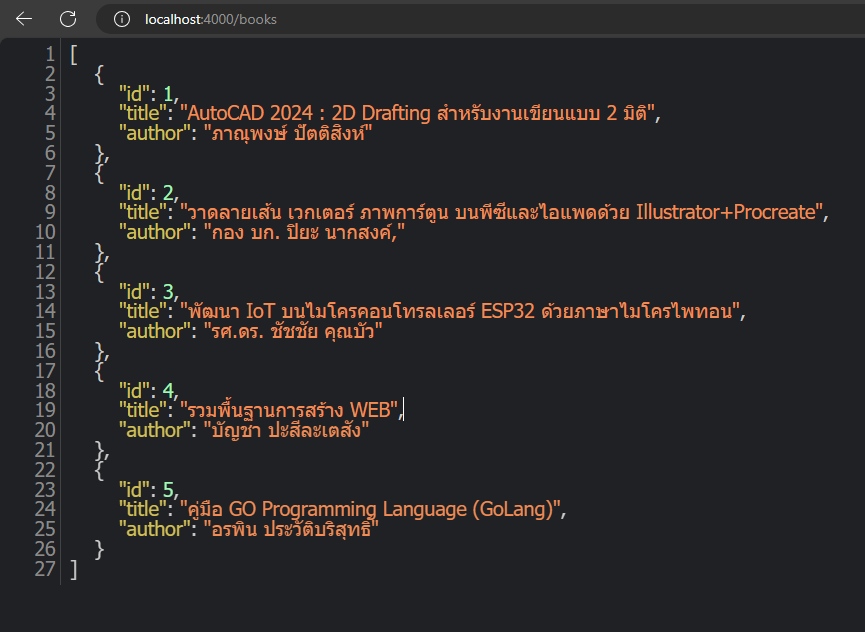 localhost:4000/books
1 [
2 {
3 "id": 1,
4 "title": "AutoCAD 2024 : 2D Drafting สำหรับงานเขียนแบบ 2 มิติ",
5 "author": "ภาณุพงษ์ ปัตติสิงห์"
6 },
7 {
8 "id": 2,
9 "title": "วาดลายเส้น เวกเตอร์ ภาพการ์ตูน บนพีซีและไอแพดด้วย Illustrator+Procreate",
10 "author": "กอง บก. ปิยะ นากสงค์,"
11 },
12 {
13 "id": 3,
14 "title": "พัฒนา IoT บนไมโครคอนโทรลเลอร์ ESP32 ด้วยภาษาไมโครไพทอน",
15 "author": "รศ.ดร. ชัชชัย คุณบัว"
16 },
17 {
18 "id": 4,
19 "title": "รวมพื้นฐานการสร้าง WEB",
20 "author": "บัญชา ปะสีละเตสัง"
21 },
22 {
23 "id": 5,
24 "title": "คู่มือ GO Programming Language (GoLang)",
25 "author": "อรพิน ประวัติบริสุทธิ์"
26 }
27 ]